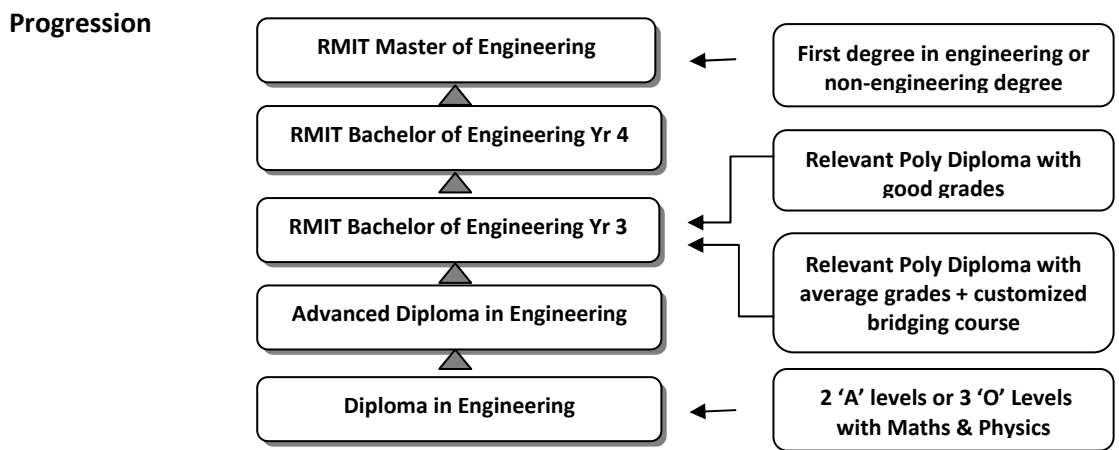 Progression
RMIT Master of Engineering
First degree in engineering or
non-engineering degree
RMIT Bachelor of Engineering Yr 4
Relevant Poly Diploma with
good grades
RMIT Bachelor of Engineering Yr 3
Relevant Poly Diploma with
average grades + customized
bridging course
Advanced Diploma in Engineering
Diploma in Engineering
2 ‘A’ levels or 3 ‘O’ Levels
with Maths & Physics